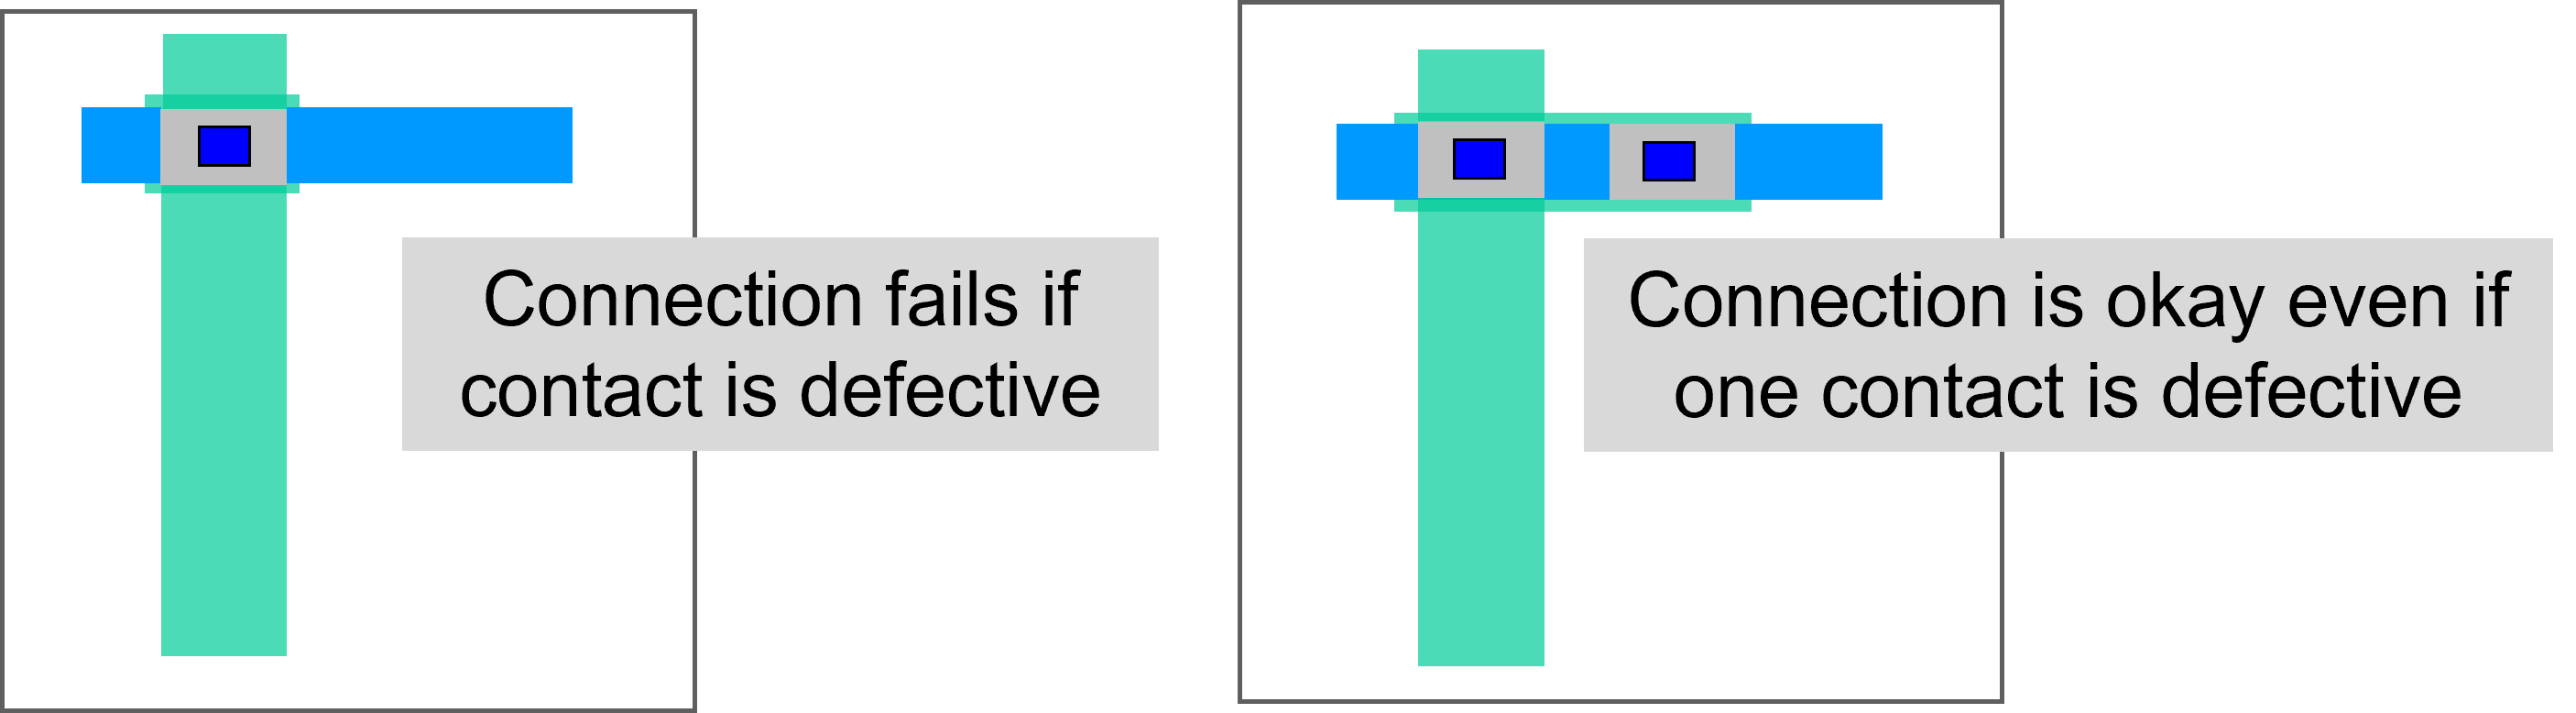 Connection fails if
contact is defective
Connection is okay even if
one contact is defective